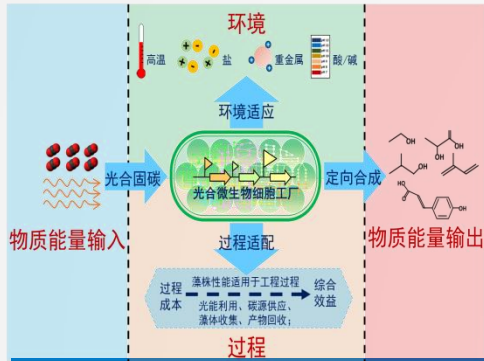 环境
高温
盐
重金属
酸/碱
环境适应
光合固碳
光合微生物细胞工厂
定向合成
HO
OH
物质能量输入
物质能量输出
过程适配
过程成本
藻株性能适用于工程过程
光能利用、碳源供应、
藻体收集、产物回收；
综合效益
过程